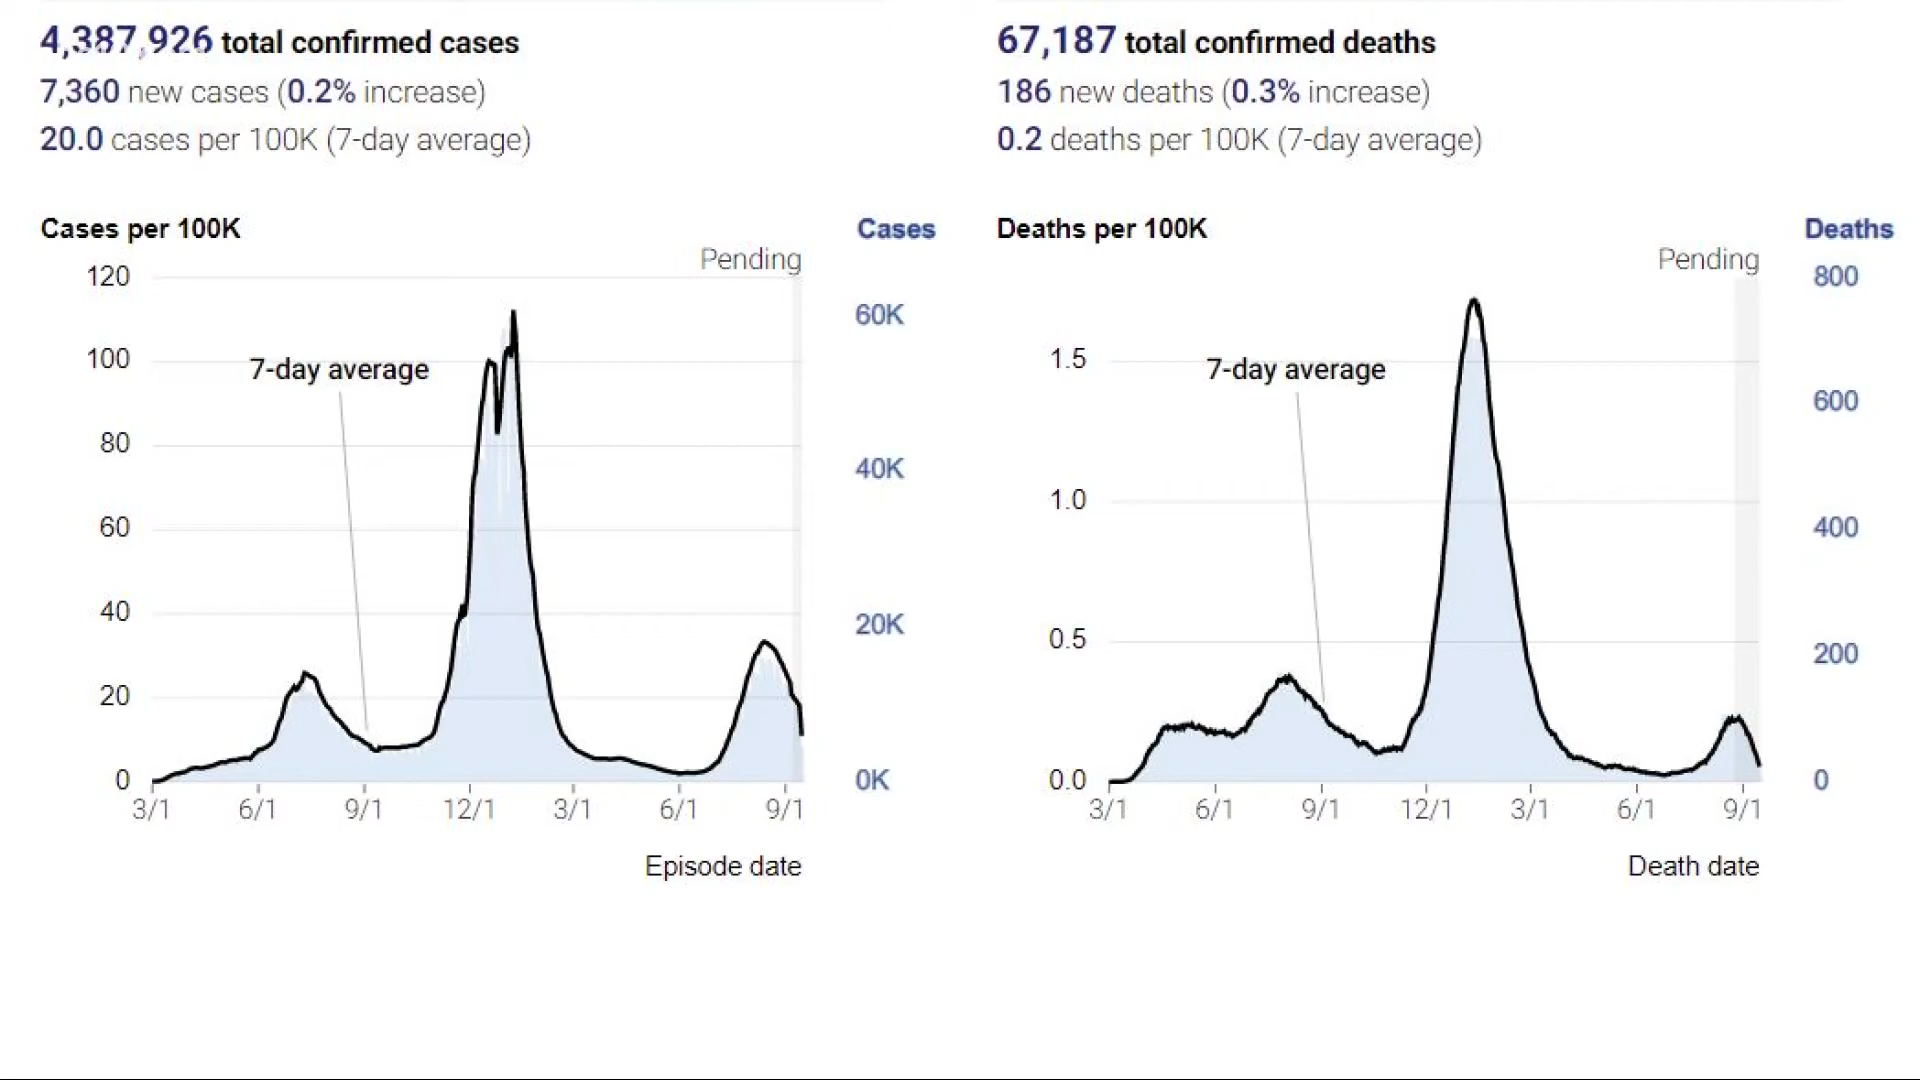 4,387,926 total confirmed cases
7,360 new cases (0.2% increase)
20.0 cases per 100K (7-day average)
Cases per 100K
Cases
Pending
120
100
80
60
40
20
0
60K
40K
20K
0K
7-day average
3/1
6/1
9/1
12/1
3/1
6/1
9/1
Episode date
67,187 total confirmed deaths
186 new deaths (0.3% increase)
0.2 deaths per 100K (7-day average)
Deaths per 100K
Deaths
Pending
1.5
1.0
0.5
0.0
800
600
400
200
0
7-day average
3/1
6/1
9/1
12/1
3/1
6/1
9/1
Death date